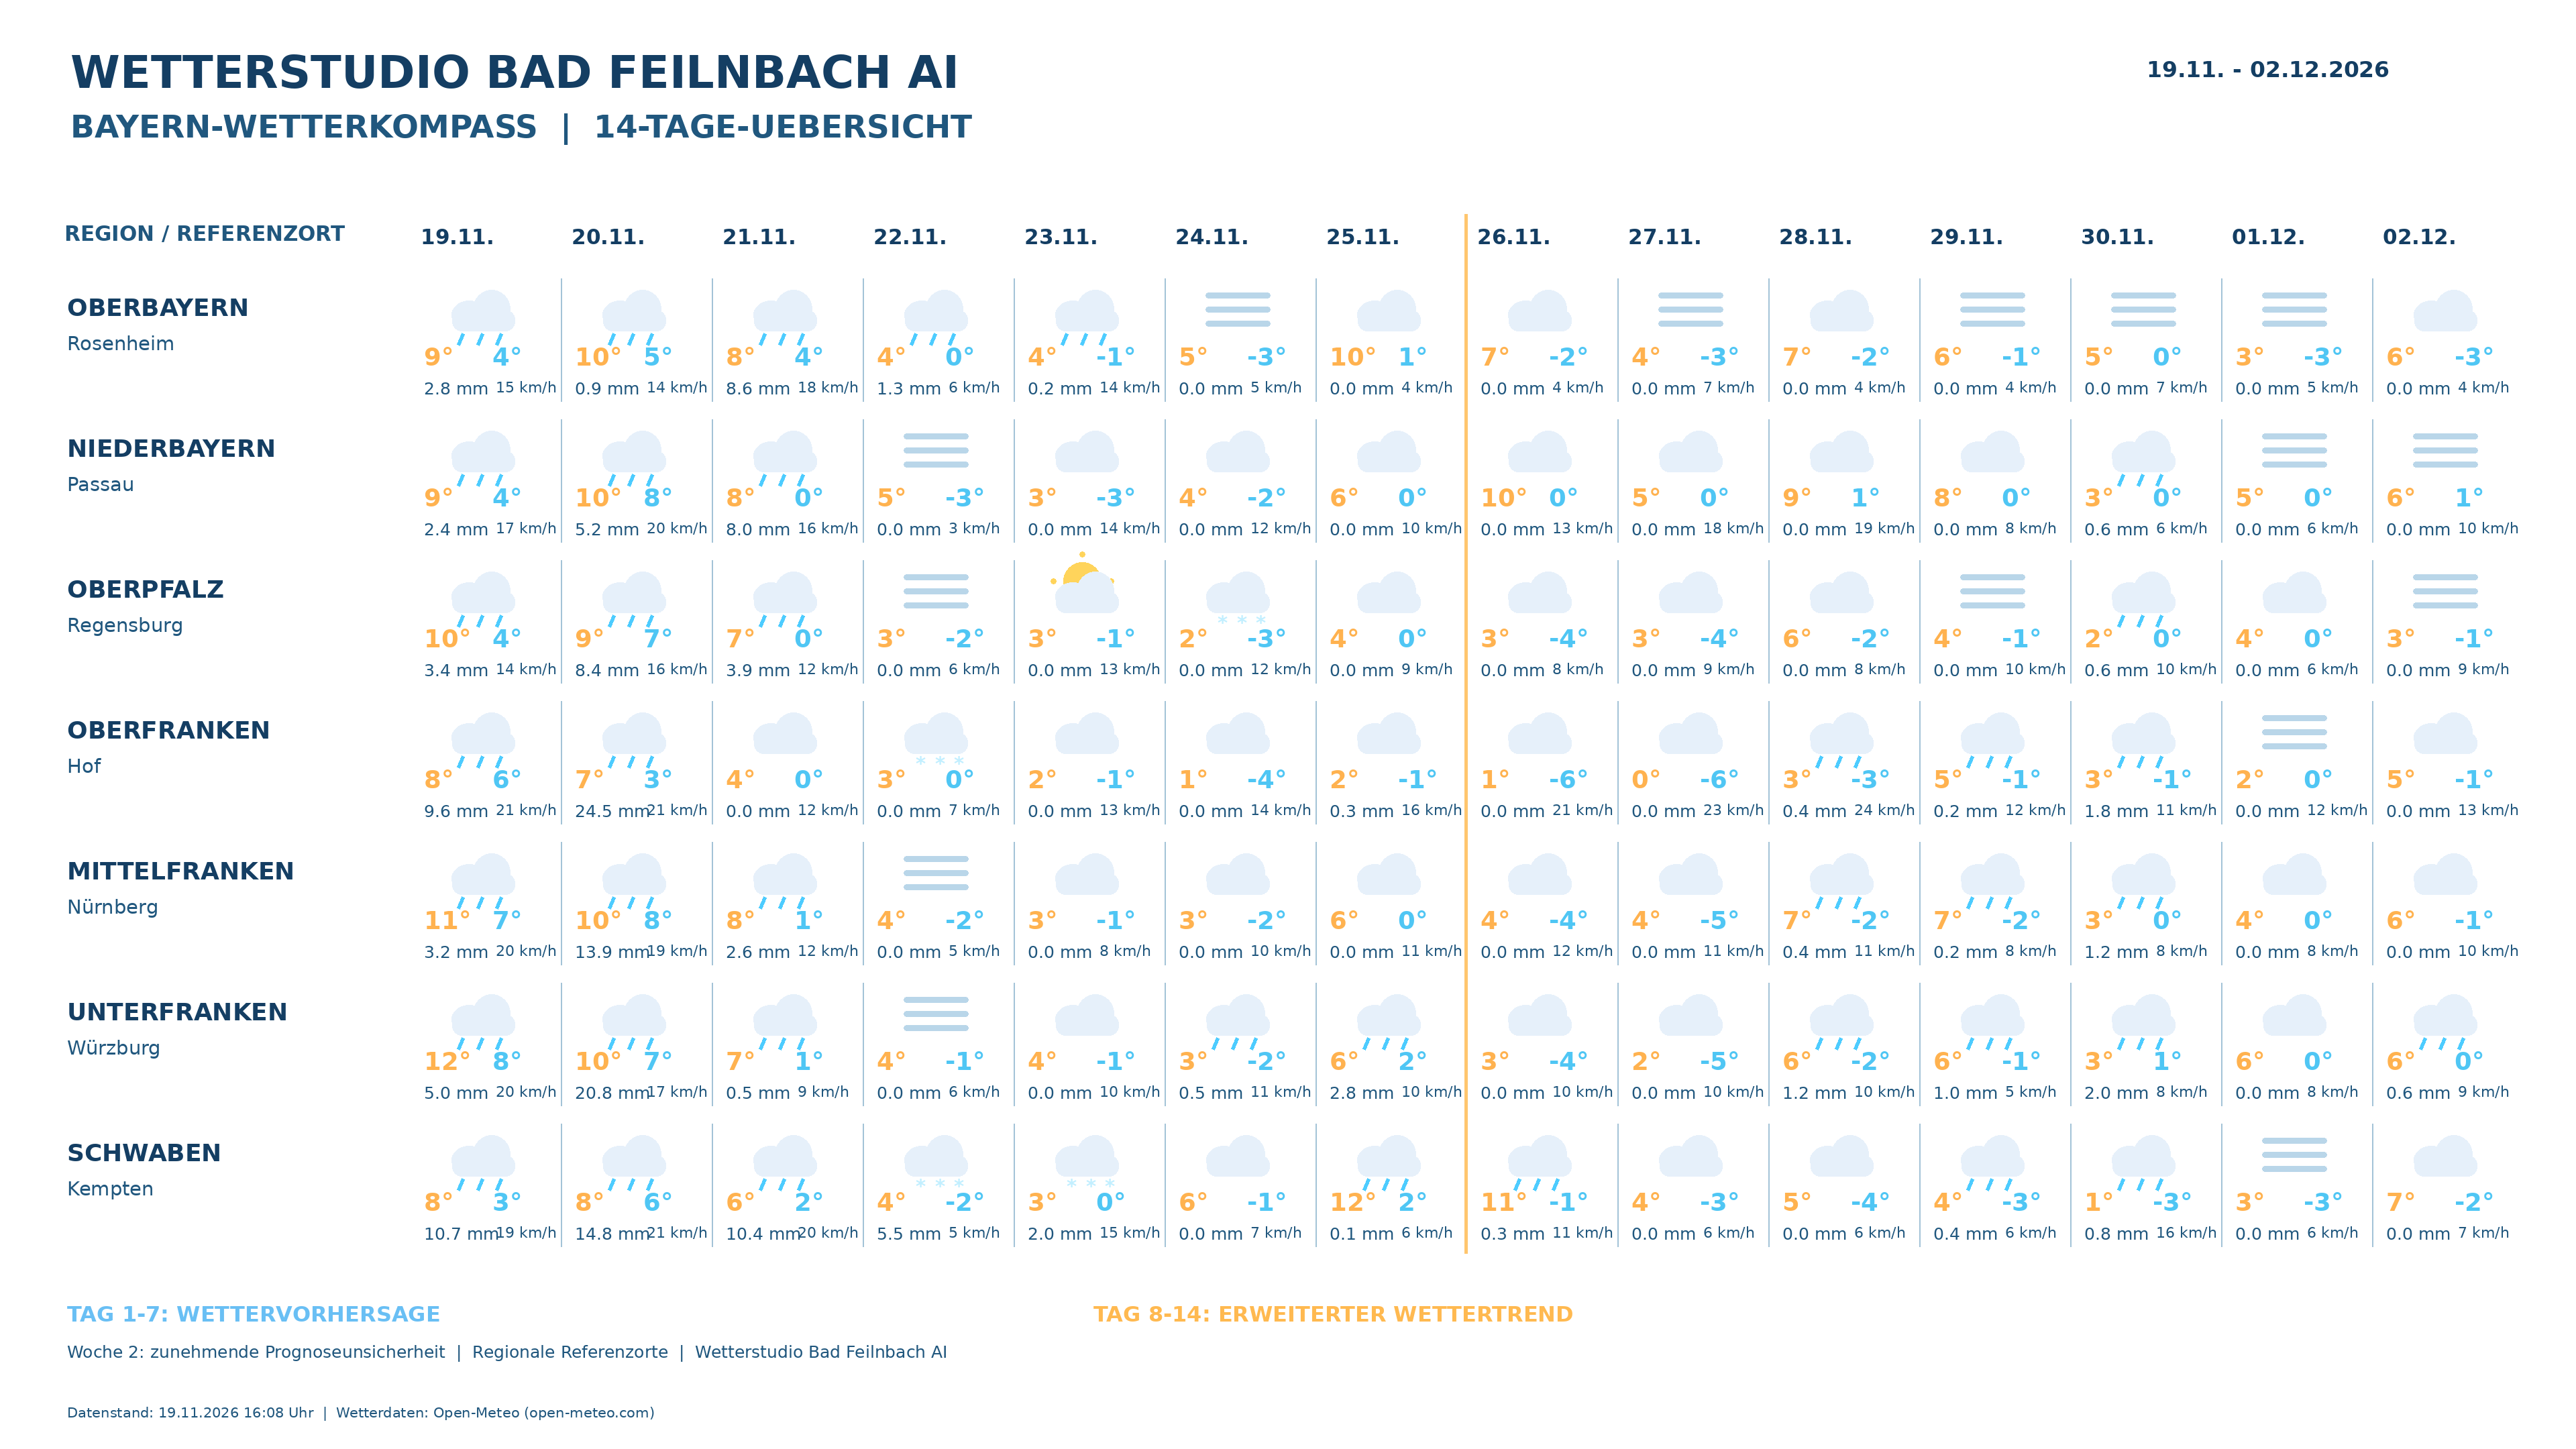 WETTERSTUDIO BAD FEILNBACH AI
19.11. - 02.12.2026
BAYERN-WETTERKOMPASS | 14-TAGE-UEBERSICHT
REGION / REFERENZORT 19.11. 20.11. 21.11. 22.11. 23.11. 24.11. 25.11. 26.11. 27.11. 28.11. 29.11. 30.11. 01.12. 02.12.
OBERBAYERN
Rosenheim
9° 4° 10° 5° 8° 4° 4° 0° 4° -1° 5° -3° 10° 1° 7° -2° 4° -3° 7° -2° 6° -1° 5° 0° 3° -3° 6° -3°
2.8 mm 15 km/h 0.9 mm 14 km/h 8.6 mm 18 km/h 1.3 mm 6 km/h 0.2 mm 14 km/h 0.0 mm 5 km/h 0.0 mm 4 km/h 0.0 mm 4 km/h 0.0 mm 7 km/h 0.0 mm 4 km/h 0.0 mm 4 km/h 0.0 mm 7 km/h 0.0 mm 5 km/h 0.0 mm 4 km/h
NIEDERBAYERN
Passau
9° 4° 10° 8° 8° 0° 5° -3° 3° -3° 4° -2° 6° 0° 10° 0° 5° 0° 9° 1° 8° 0° 3° 0° 5° 0° 6° 1°
2.4 mm 17 km/h 5.2 mm 20 km/h 8.0 mm 16 km/h 0.0 mm 3 km/h 0.0 mm 14 km/h 0.0 mm 12 km/h 0.0 mm 10 km/h 0.0 mm 13 km/h 0.0 mm 18 km/h 0.0 mm 19 km/h 0.0 mm 8 km/h 0.6 mm 6 km/h 0.0 mm 6 km/h 0.0 mm 10 km/h
OBERPFALZ
Regensburg
10° 4° 9° 7° 7° 0° 3° -2° 3° -1° 2° -3° 4° 0° 3° -4° 3° -4° 6° -2° 4° -1° 2° 0° 4° 0° 3° -1°
3.4 mm 14 km/h 8.4 mm 16 km/h 3.9 mm 12 km/h 0.0 mm 6 km/h 0.0 mm 13 km/h 0.0 mm 12 km/h 0.0 mm 9 km/h 0.0 mm 8 km/h 0.0 mm 9 km/h 0.0 mm 8 km/h 0.0 mm 10 km/h 0.6 mm 10 km/h 0.0 mm 6 km/h 0.0 mm 9 km/h
OBERFRANKEN
Hof
8° 6° 7° 3° 4° 0° 3° 0° 2° -1° 1° -4° 2° -1° 1° -6° 0° -6° 3° -3° 5° -1° 3° -1° 2° 0° 5° -1°
9.6 mm 21 km/h 24.5 mm 21 km/h 0.0 mm 12 km/h 0.0 mm 7 km/h 0.0 mm 13 km/h 0.0 mm 14 km/h 0.3 mm 16 km/h 0.0 mm 21 km/h 0.0 mm 23 km/h 0.4 mm 24 km/h 0.2 mm 12 km/h 1.8 mm 11 km/h 0.0 mm 12 km/h 0.0 mm 13 km/h
MITTELFRANKEN
Nürnberg
11° 7° 10° 8° 8° 1° 4° -2° 3° -1° 3° -2° 6° 0° 4° -4° 4° -5° 7° -2° 7° -2° 3° 0° 4° 0° 6° -1°
3.2 mm 20 km/h 13.9 mm 19 km/h 2.6 mm 12 km/h 0.0 mm 5 km/h 0.0 mm 8 km/h 0.0 mm 10 km/h 0.0 mm 11 km/h 0.0 mm 12 km/h 0.0 mm 11 km/h 0.4 mm 11 km/h 0.2 mm 8 km/h 1.2 mm 8 km/h 0.0 mm 8 km/h 0.0 mm 10 km/h
UNTERFRANKEN
Würzburg
12° 8° 10° 7° 7° 1° 4° -1° 4° -1° 3° -2° 6° 2° 3° -4° 2° -5° 6° -2° 6° -1° 3° 1° 6° 0° 6° 0°
5.0 mm 20 km/h 20.8 mm 17 km/h 0.5 mm 9 km/h 0.0 mm 6 km/h 0.0 mm 10 km/h 0.5 mm 11 km/h 2.8 mm 10 km/h 0.0 mm 10 km/h 0.0 mm 10 km/h 1.2 mm 10 km/h 1.0 mm 5 km/h 2.0 mm 8 km/h 0.0 mm 8 km/h 0.6 mm 9 km/h
SCHWABEN
Kempten
8° 3° 8° 6° 6° 2° 4° -2° 3° 0° 6° -1° 12° 2° 11° -1° 4° -3° 5° -4° 4° -3° 1° -3° 3° -3° 7° -2°
10.7 mm 19 km/h 14.8 mm 21 km/h 10.4 mm 20 km/h 5.5 mm 5 km/h 2.0 mm 15 km/h 0.0 mm 7 km/h 0.1 mm 6 km/h 0.3 mm 11 km/h 0.0 mm 6 km/h 0.0 mm 6 km/h 0.4 mm 6 km/h 0.8 mm 16 km/h 0.0 mm 6 km/h 0.0 mm 7 km/h
TAG 1-7: WETTERVORHERSAGE TAG 8-14: ERWEITERTER WETTERTREND
Woche 2: zunehmende Prognoseunsicherheit | Regionale Referenzorte | Wetterstudio Bad Feilnbach AI
Datenstand: 19.11.2026 16:08 Uhr | Wetterdaten: Open-Meteo (open-meteo.com)